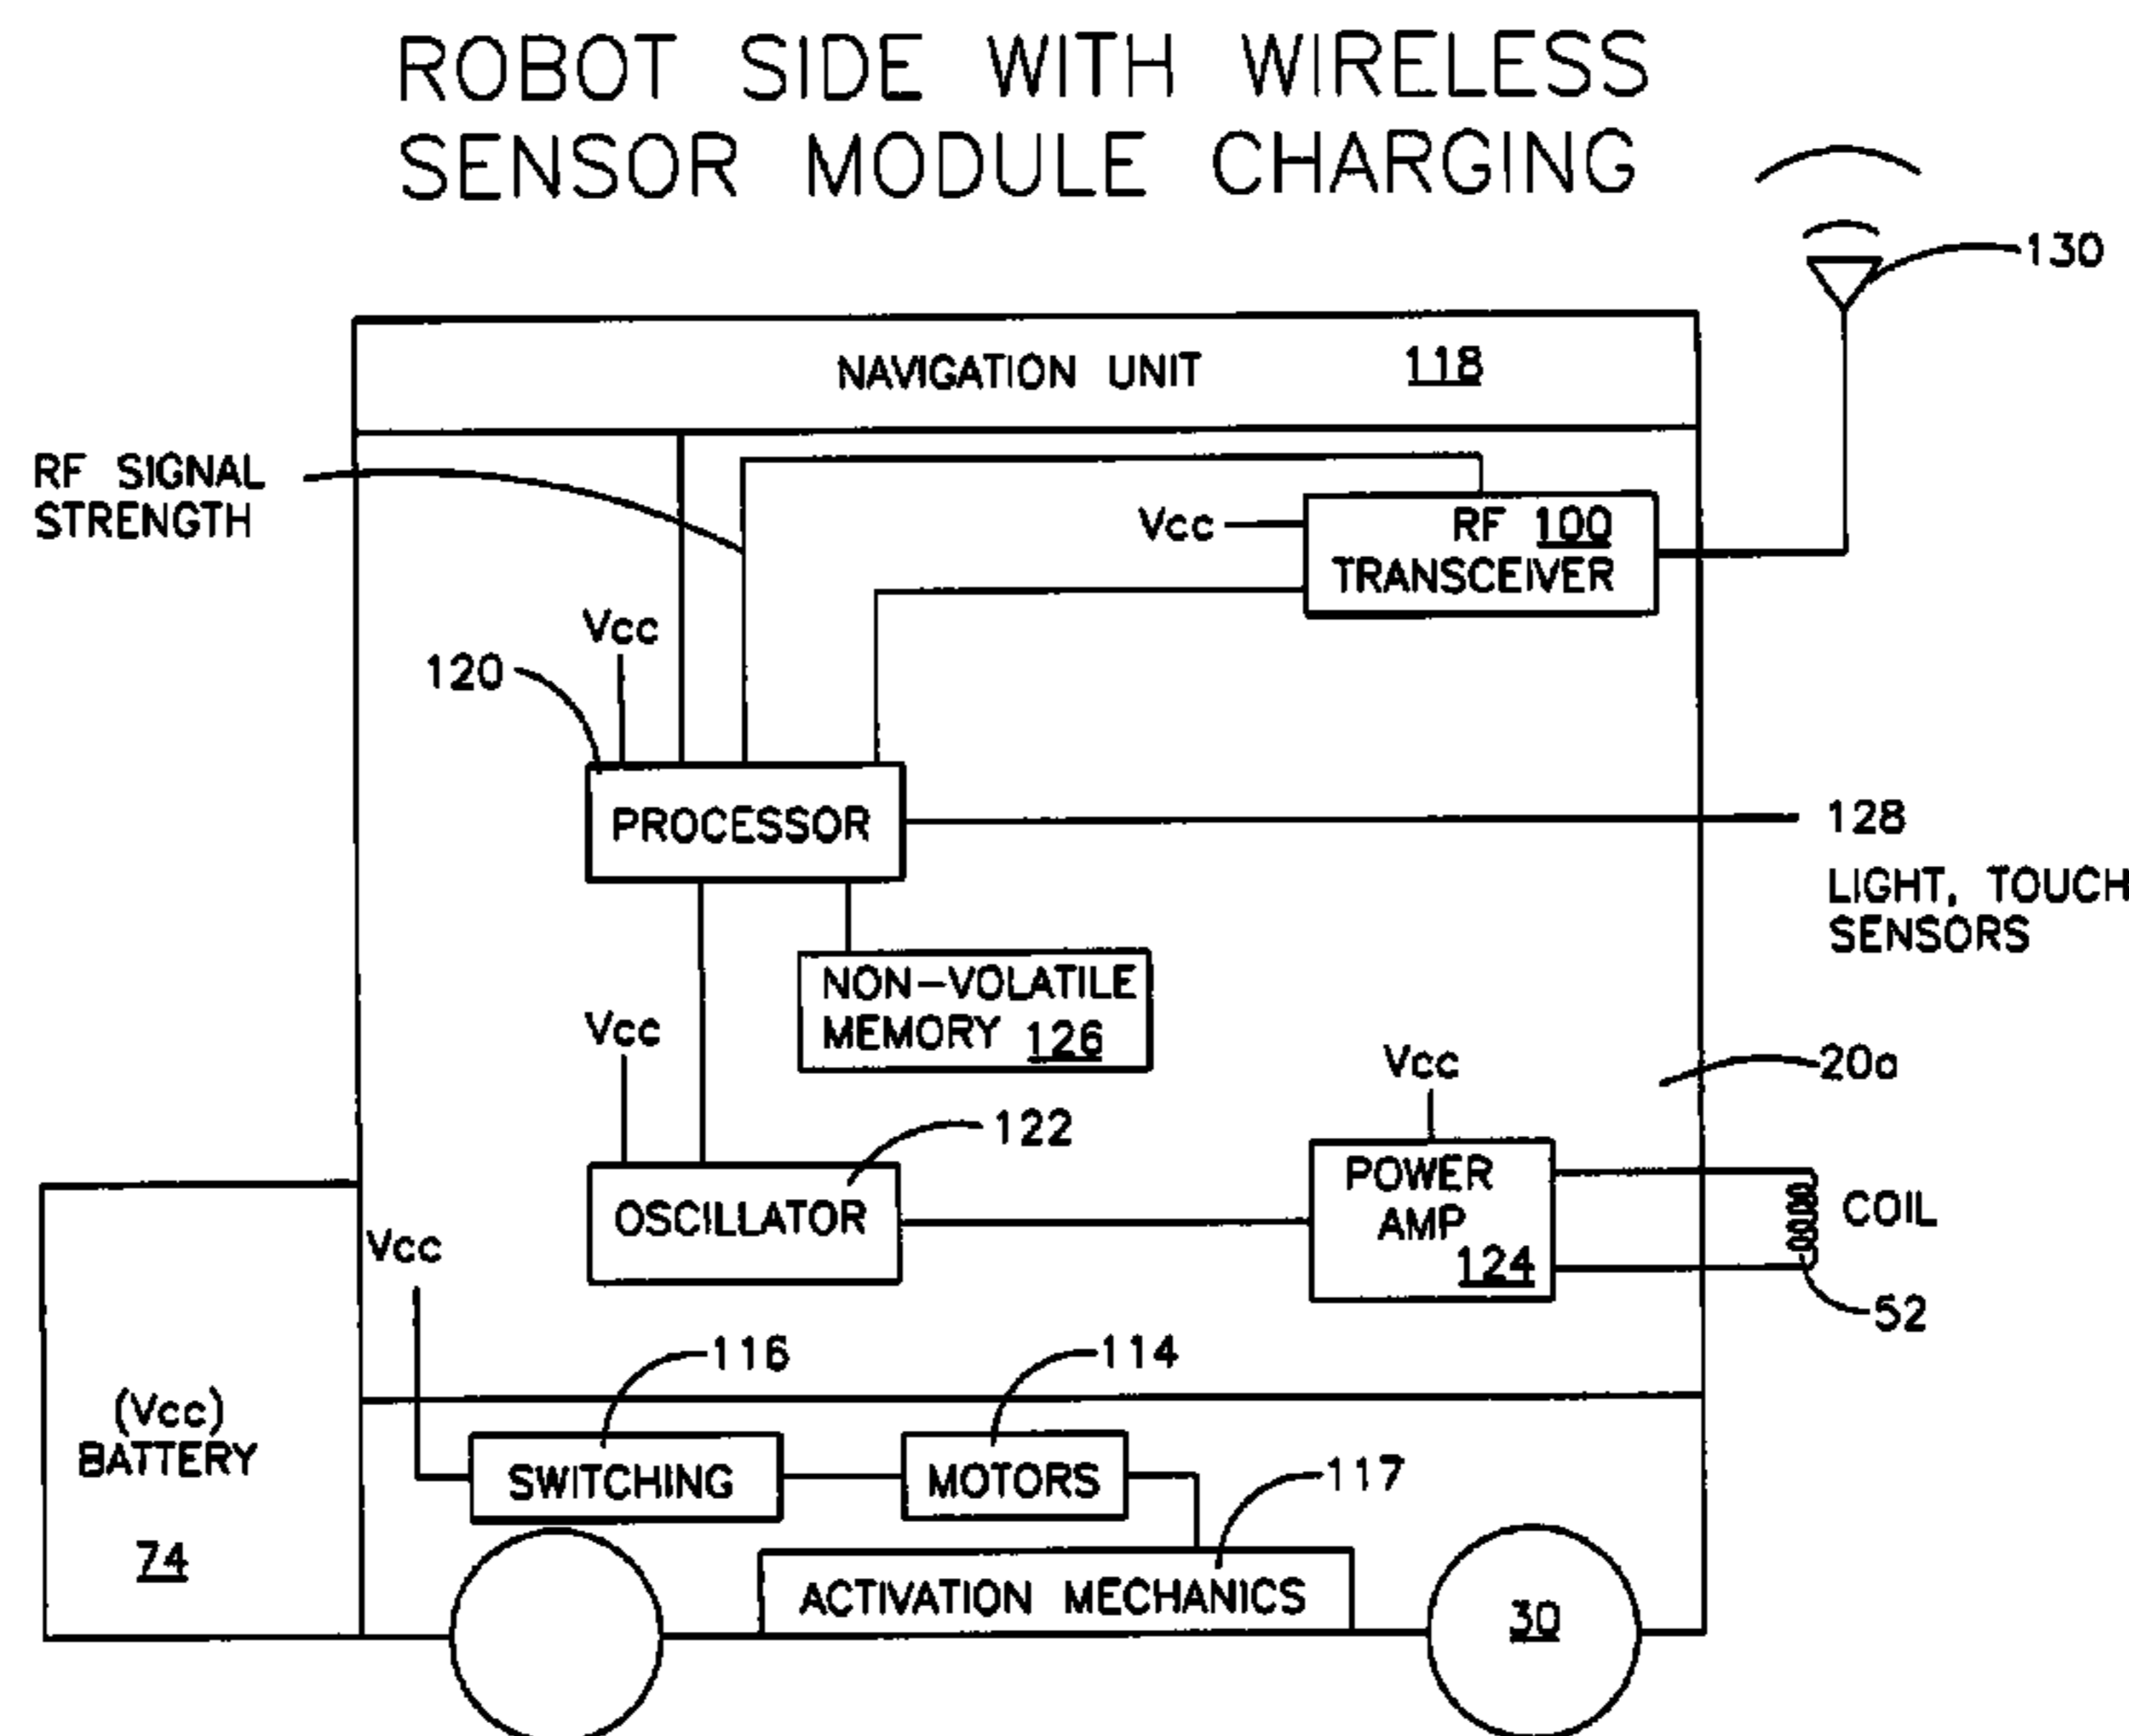 ROBOT SIDE WITH WIRELESS
SENSOR MODULE CHARGING
130
NAVIGATION UNIT 118
RF SIGNAL
STRENGTH
Vcc
RF 100
TRANSCEIVER
Vcc
120
PROCESSOR
128
LIGHT, TOUCH
SENSORS
NON-VOLATILE
MEMORY 126
Vcc
Vcc
20a
122
POWER
AMP
124
OSCILLATOR
COIL
Vcc
52
116
114
(Vcc)
BATTERY
SWITCHING
MOTORS
117
74
ACTIVATION MECHANICS
30